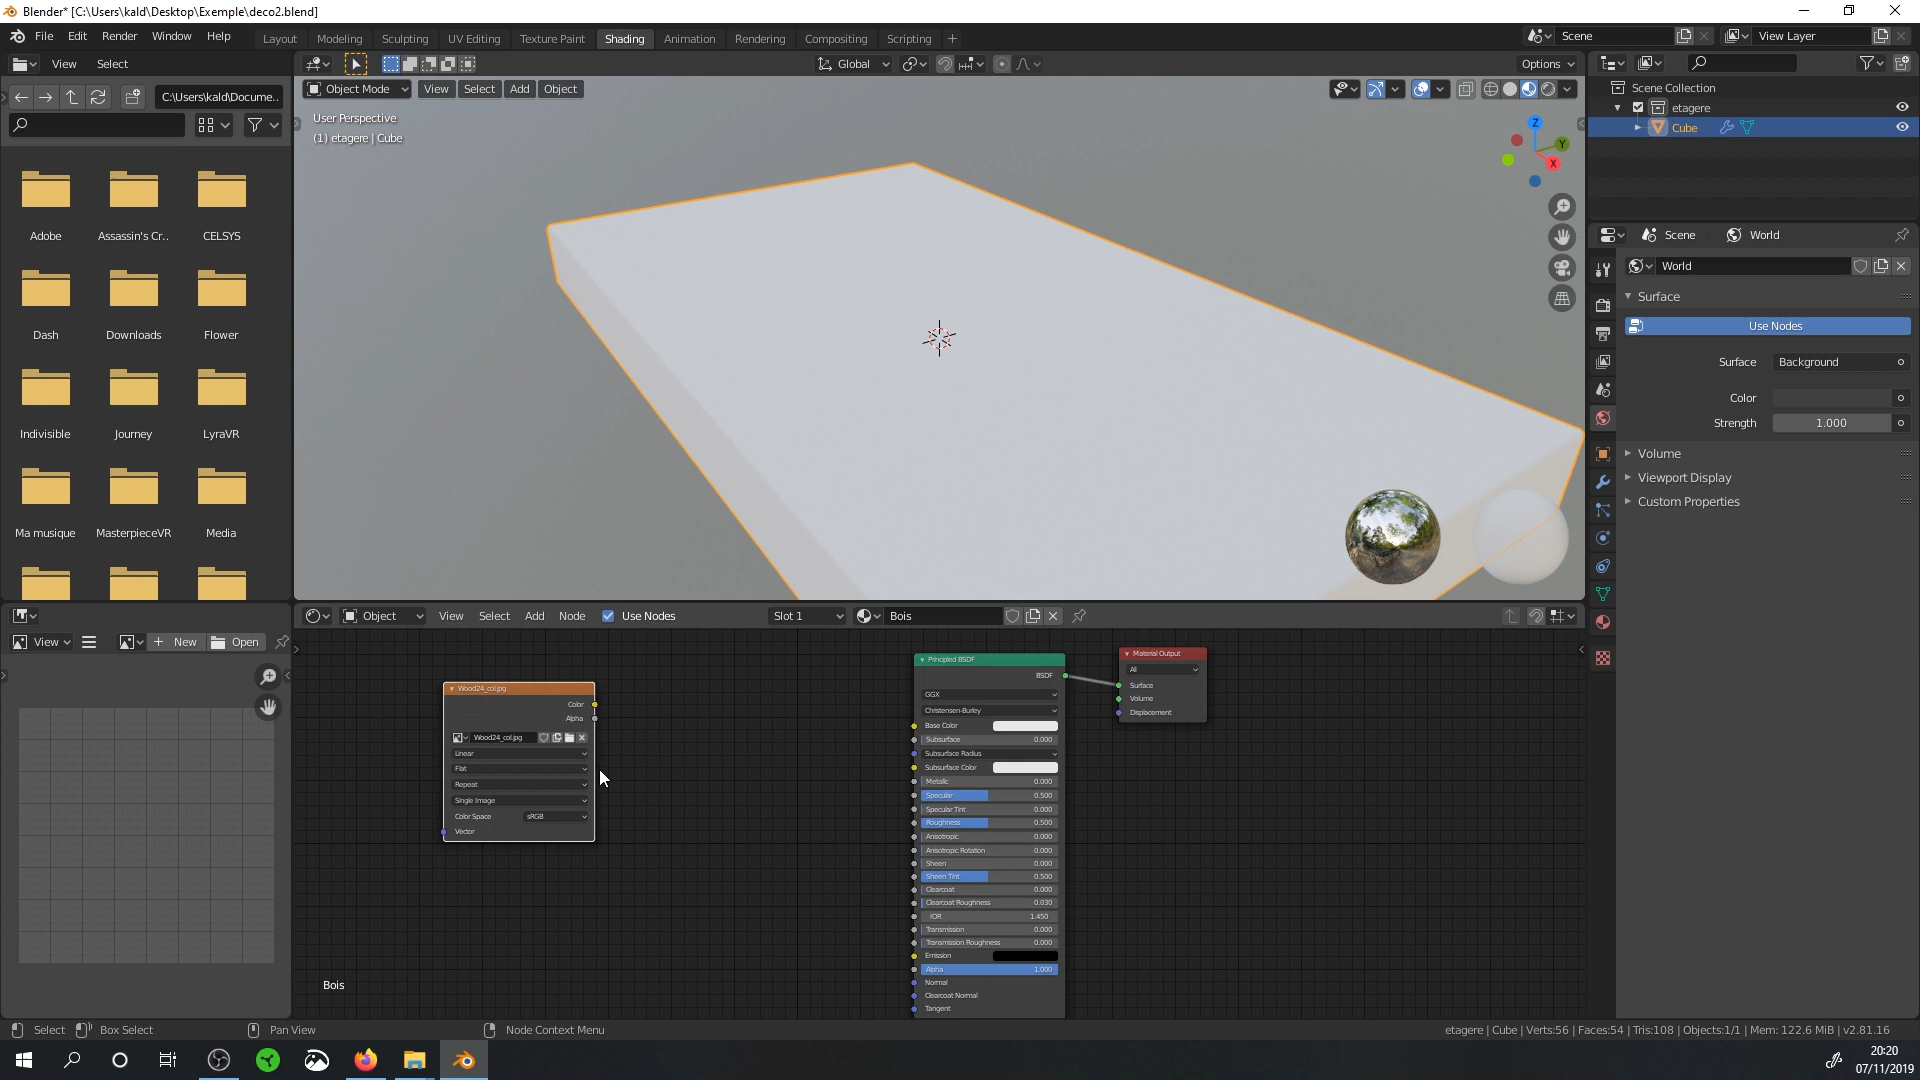 Blender* [C:\Users\kald\Desktop\Exemple\deco2.blend]
File Edit Render Window Help
Layout Modeling Sculpting UV Editing Texture Paint Shading Animation Rendering Compositing Scripting
Scene View Layer
View Select
Global Options
C:\Users\kald\Docume..
Object Mode View Select Add Object
User Perspective
(1) etagere | Cube
Z Y X
Scene Collection
etagere
Cube
Adobe Assassin's Cr.. CELSYS
Dash Downloads Flower
Indivisible Journey LyraVR
Ma musique MasterpieceVR Media
Scene World
World
Surface
Use Nodes
Surface Background
Color
Strength 1.000
Volume
Viewport Display
Custom Properties
Object View Select Add Node Use Nodes Slot 1 Bois
View New Open
Wood24_col.jpg
Color
Alpha
Wood24_col.jpg
Linear
Flat
Repeat
Single Image
Color Space sRGB
Vector
Principled BSDF
BSDF
GGX
Christensen-Burley
Base Color
Subsurface 0.000
Subsurface Radius
Subsurface Color
Metallic 0.000
Specular 0.500
Specular Tint 0.000
Roughness 0.500
Anisotropic 0.000
Anisotropic Rotation 0.000
Sheen 0.000
Sheen Tint 0.500
Clearcoat 0.000
Clearcoat Roughness 0.030
IOR 1.450
Transmission 0.000
Transmission Roughness 0.000
Emission
Alpha 1.000
Normal
Clearcoat Normal
Tangent
Material Output
All
Surface
Volume
Displacement
Bois
Select Box Select Pan View Node Context Menu
etagere | Cube | Verts:56 | Faces:54 | Tris:108 | Objects:1/1 | Mem: 122.6 MiB | v2.81.16
20:20
07/11/2019